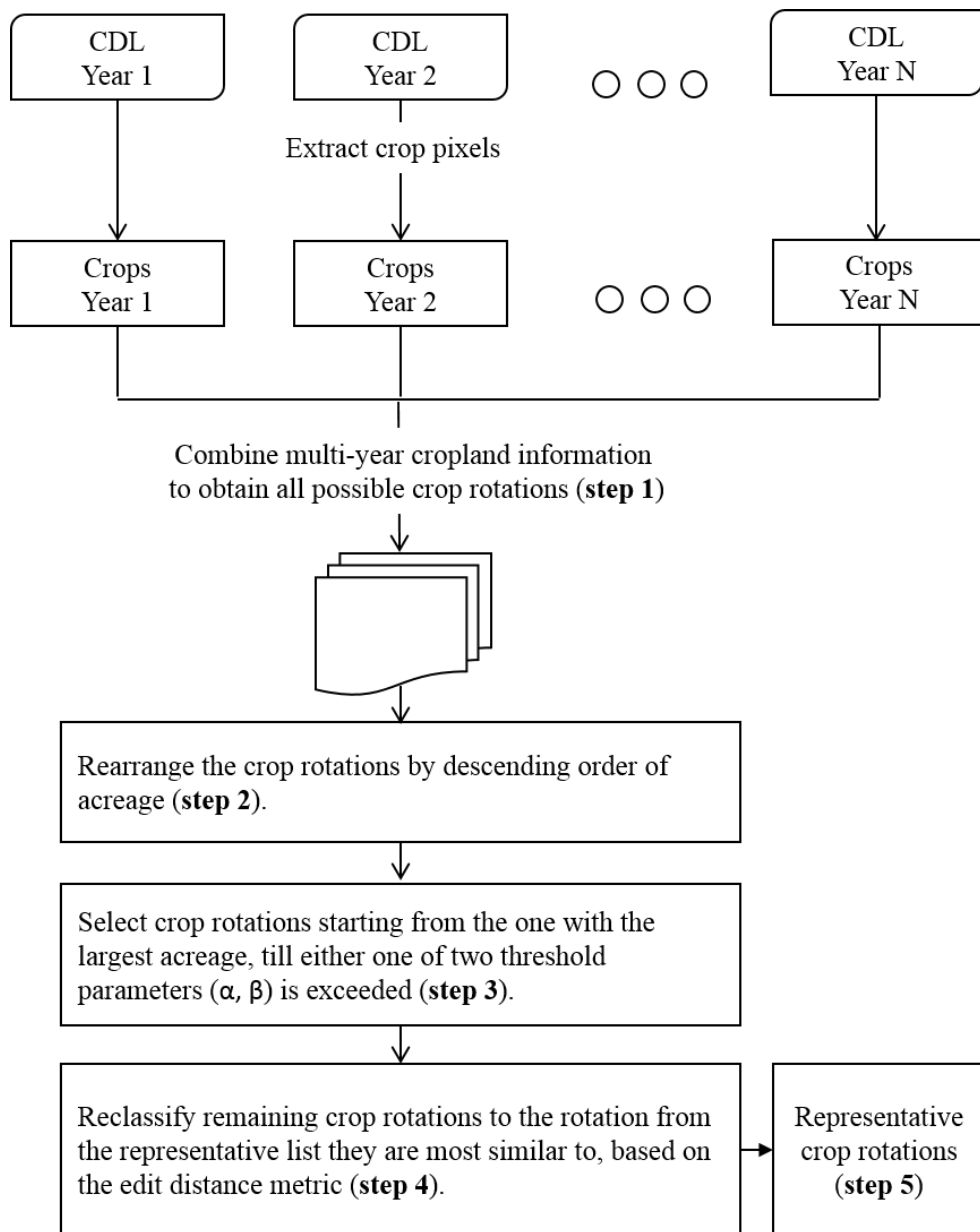 CDL
Year 1
CDL
Year 2
CDL
Year N
Extract crop pixels
Crops
Year 1
Crops
Year 2
Crops
Year N
Combine multi-year cropland information
to obtain all possible crop rotations (step 1)
Rearrange the crop rotations by descending order of
acreage (step 2).
Select crop rotations starting from the one with the
largest acreage, till either one of two threshold
parameters (α, β) is exceeded (step 3).
Reclassify remaining crop rotations to the rotation from
the representative list they are most similar to, based on
the edit distance metric (step 4).
Representative
crop rotations
(step 5)